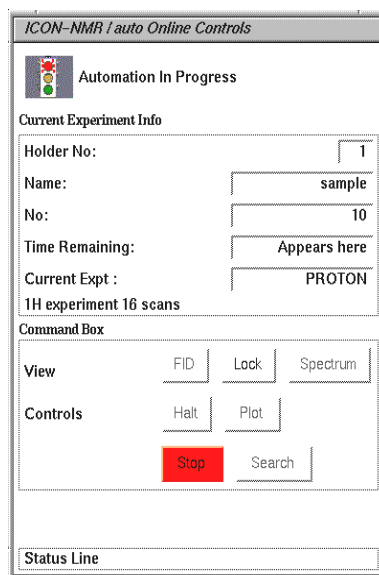 ICON-NMR / auto Online Controls
Automation In Progress
Current Experiment Info
Holder No: 1
Name: sample
No: 10
Time Remaining: Appears here
Current Expt : PROTON
1H experiment 16 scans
Command Box
View FID Lock Spectrum
Controls Halt Plot
Stop Search
Status Line